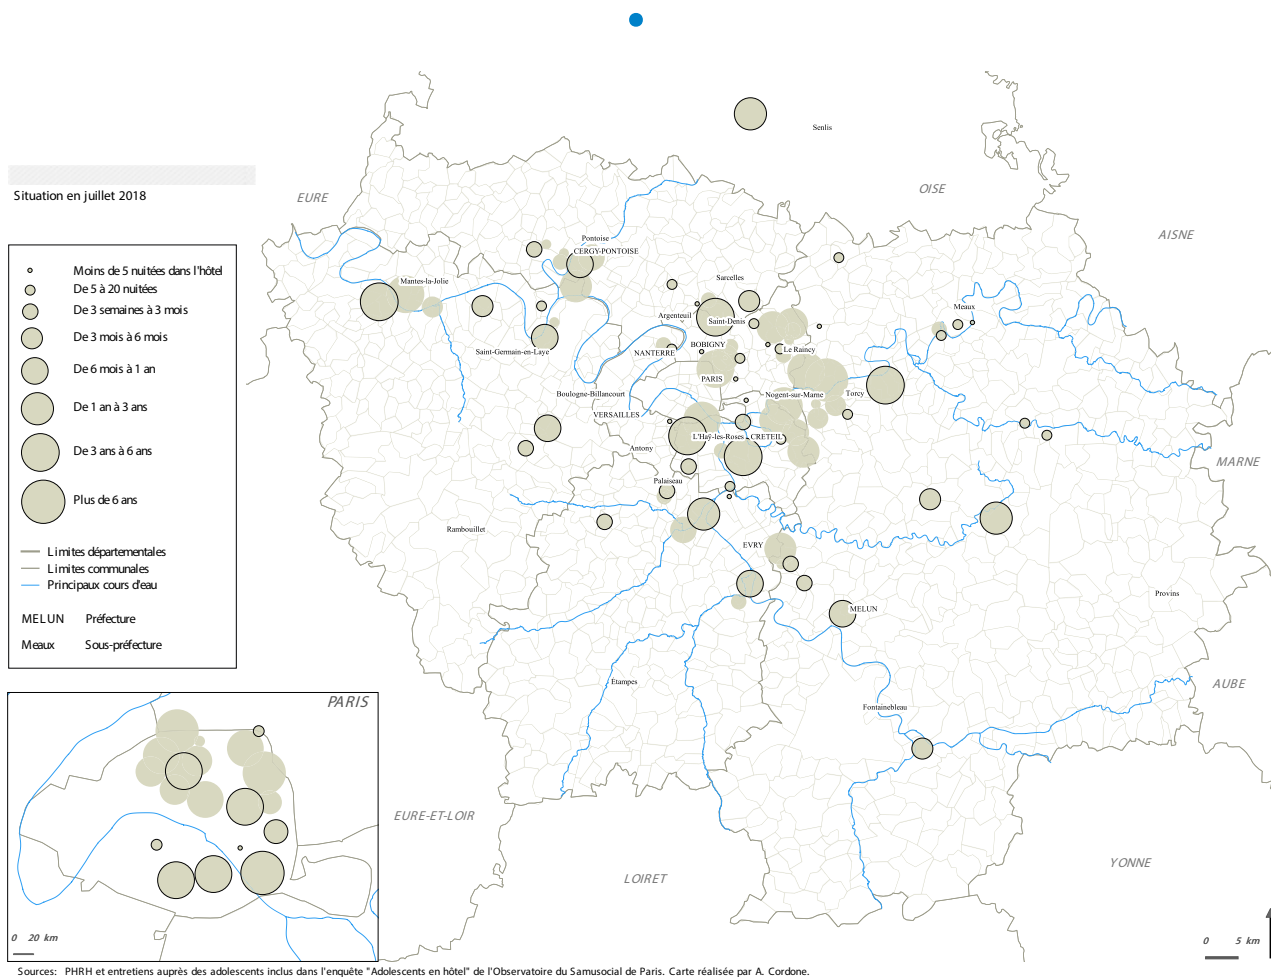 Senlis
Situation en juillet 2018
EURE
OISE
AISNE
Pontoise
CERGY-PONTOISE
Moins de 5 nuitées dans l'hôtel
De 5 à 20 nuitées
De 3 semaines à 3 mois
De 3 mois à 6 mois
De 6 mois à 1 an
De 1 an à 3 ans
De 3 ans à 6 ans
Plus de 6 ans
Limites départementales
Limites communales
Principaux cours d'eau
MELUN Préfecture
Meaux Sous-préfecture
Mantes-la-Jolie
Sarcelles
Meaux
Argenteuil
Saint-Denis
Saint-Germain-en-Laye
NANTERRE
BOBIGNY
Le Raincy
PARIS
Boulogne-Billancourt
Nogent-sur-Marne
Torcy
VERSAILLES
L'Haÿ-les-Roses
CRETEIL
Antony
MARNE
Palaiseau
Rambouillet
EVRY
Provins
MELUN
Étampes
AUBE
Fontainebleau
PARIS
EURE-ET-LOIR
LOIRET
YONNE
0 20 km
0 5 km
Sources: PHRH et entretiens auprès des adolescents inclus dans l'enquête "Adolescents en hôtel" de l'Observatoire du Samusocial de Paris. Carte réalisée par A. Cordone.